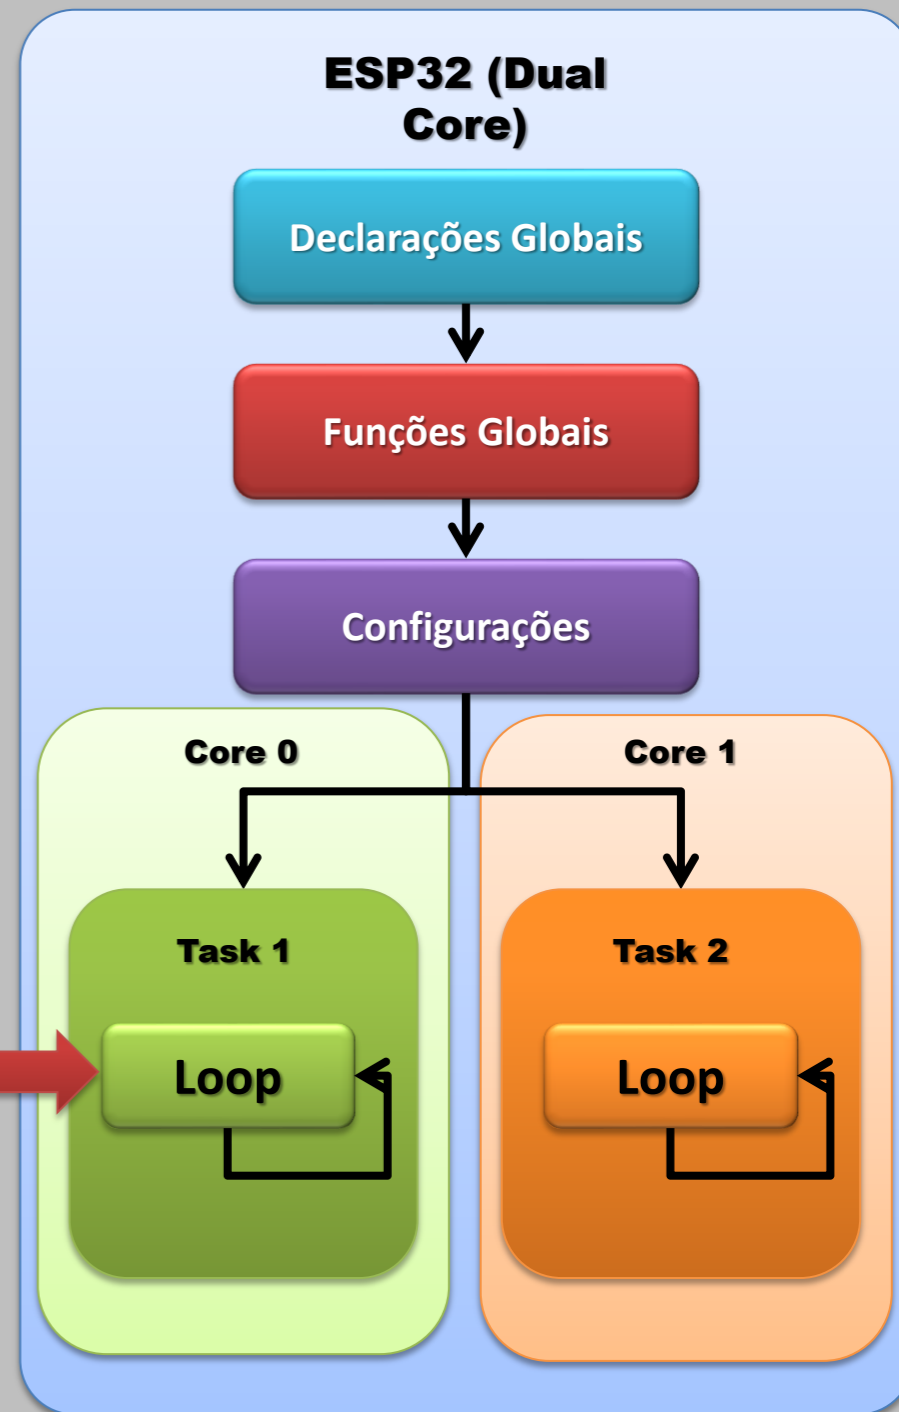 ESP32 (Dual
Core)
Declarações Globais
Funções Globais
Configurações
Core 0
Core 1
Task 1
Task 2
Loop
Loop